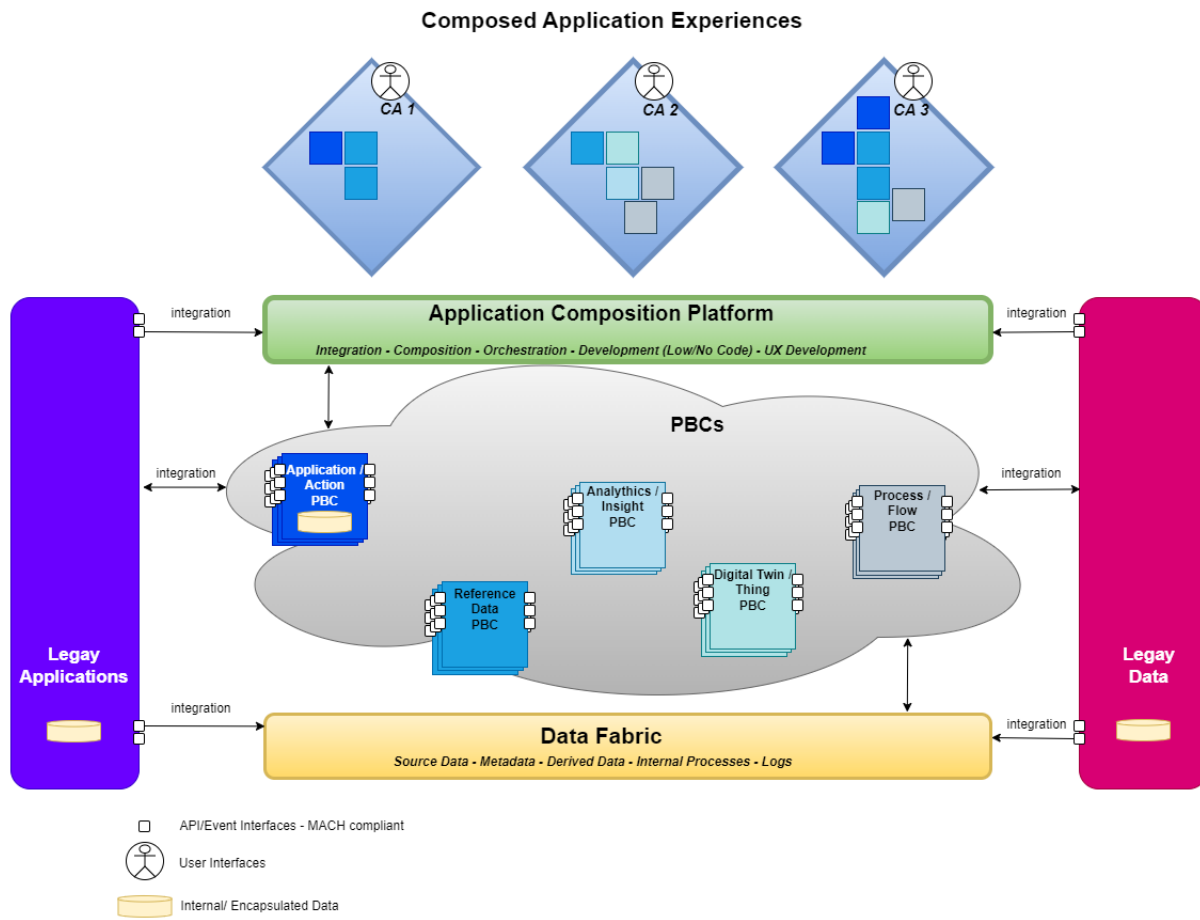 Composed Application Experiences
CA 1
CA 2
CA 3
integration
Application Composition Platform
integration
Integration - Composition - Orchestration - Development (Low/No Code) - UX Development
PBCs
integration
integration
Application /
Action
PBC
Analythics /
Insight
PBC
Process /
Flow
PBC
Reference
Data
PBC
Digital Twin /
Thing
PBC
Legay
Applications
Legay
Data
integration
integration
Data Fabric
Source Data - Metadata - Derived Data - Internal Processes - Logs
API/Event Interfaces - MACH compliant
User Interfaces
Internal/ Encapsulated Data